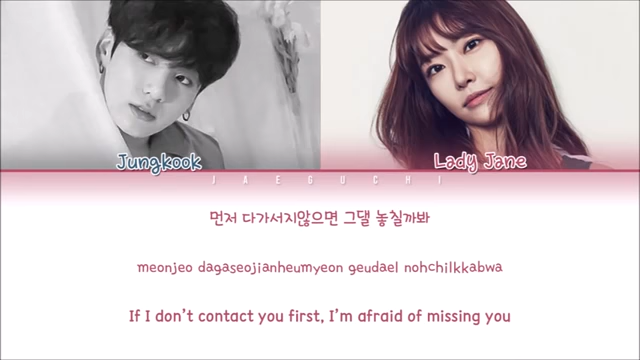 Jungkook
Lady Jane
JAEGUCHI
먼저 다가서지않으면 그댈 놓칠까봐
meonjeo dagaseojianheumyeon geudael nohchilkkabwa
If I don't contact you first, I'm afraid of missing you